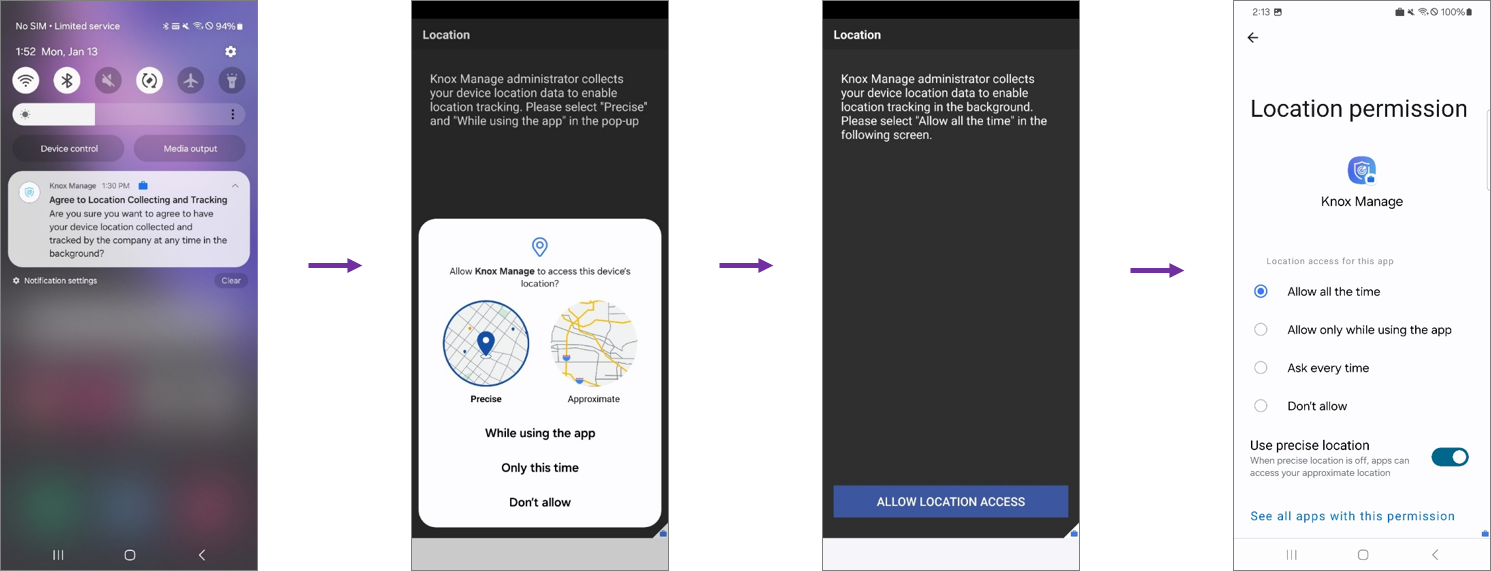 No SIM • Limited service
94%
1:52 Mon, Jan 13
Device control
Media output
Knox Manage 1:30 PM
Agree to Location Collecting and Tracking
Are you sure you want to agree to have
your device location collected and
tracked by the company at any time in the
background?
Notification settings
Clear
Location
Knox Manage administrator collects
your device location data to enable
location tracking. Please select "Precise"
and "While using the app" in the pop-up
Allow Knox Manage to access this device's
location?
Precise
Approximate
While using the app
Only this time
Don't allow
Location
Knox Manage administrator collects
your device location data to enable
location tracking in the background.
Please select "Allow all the time" in the
following screen.
ALLOW LOCATION ACCESS
2:13
100%
Location permission
Knox Manage
Location access for this app
Allow all the time
Allow only while using the app
Ask every time
Don't allow
Use precise location
When precise location is off, apps can
access your approximate location
See all apps with this permission